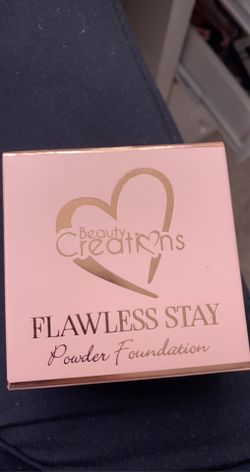 Beauty
Creations
FLAWLESS STAY
Powder Foundation